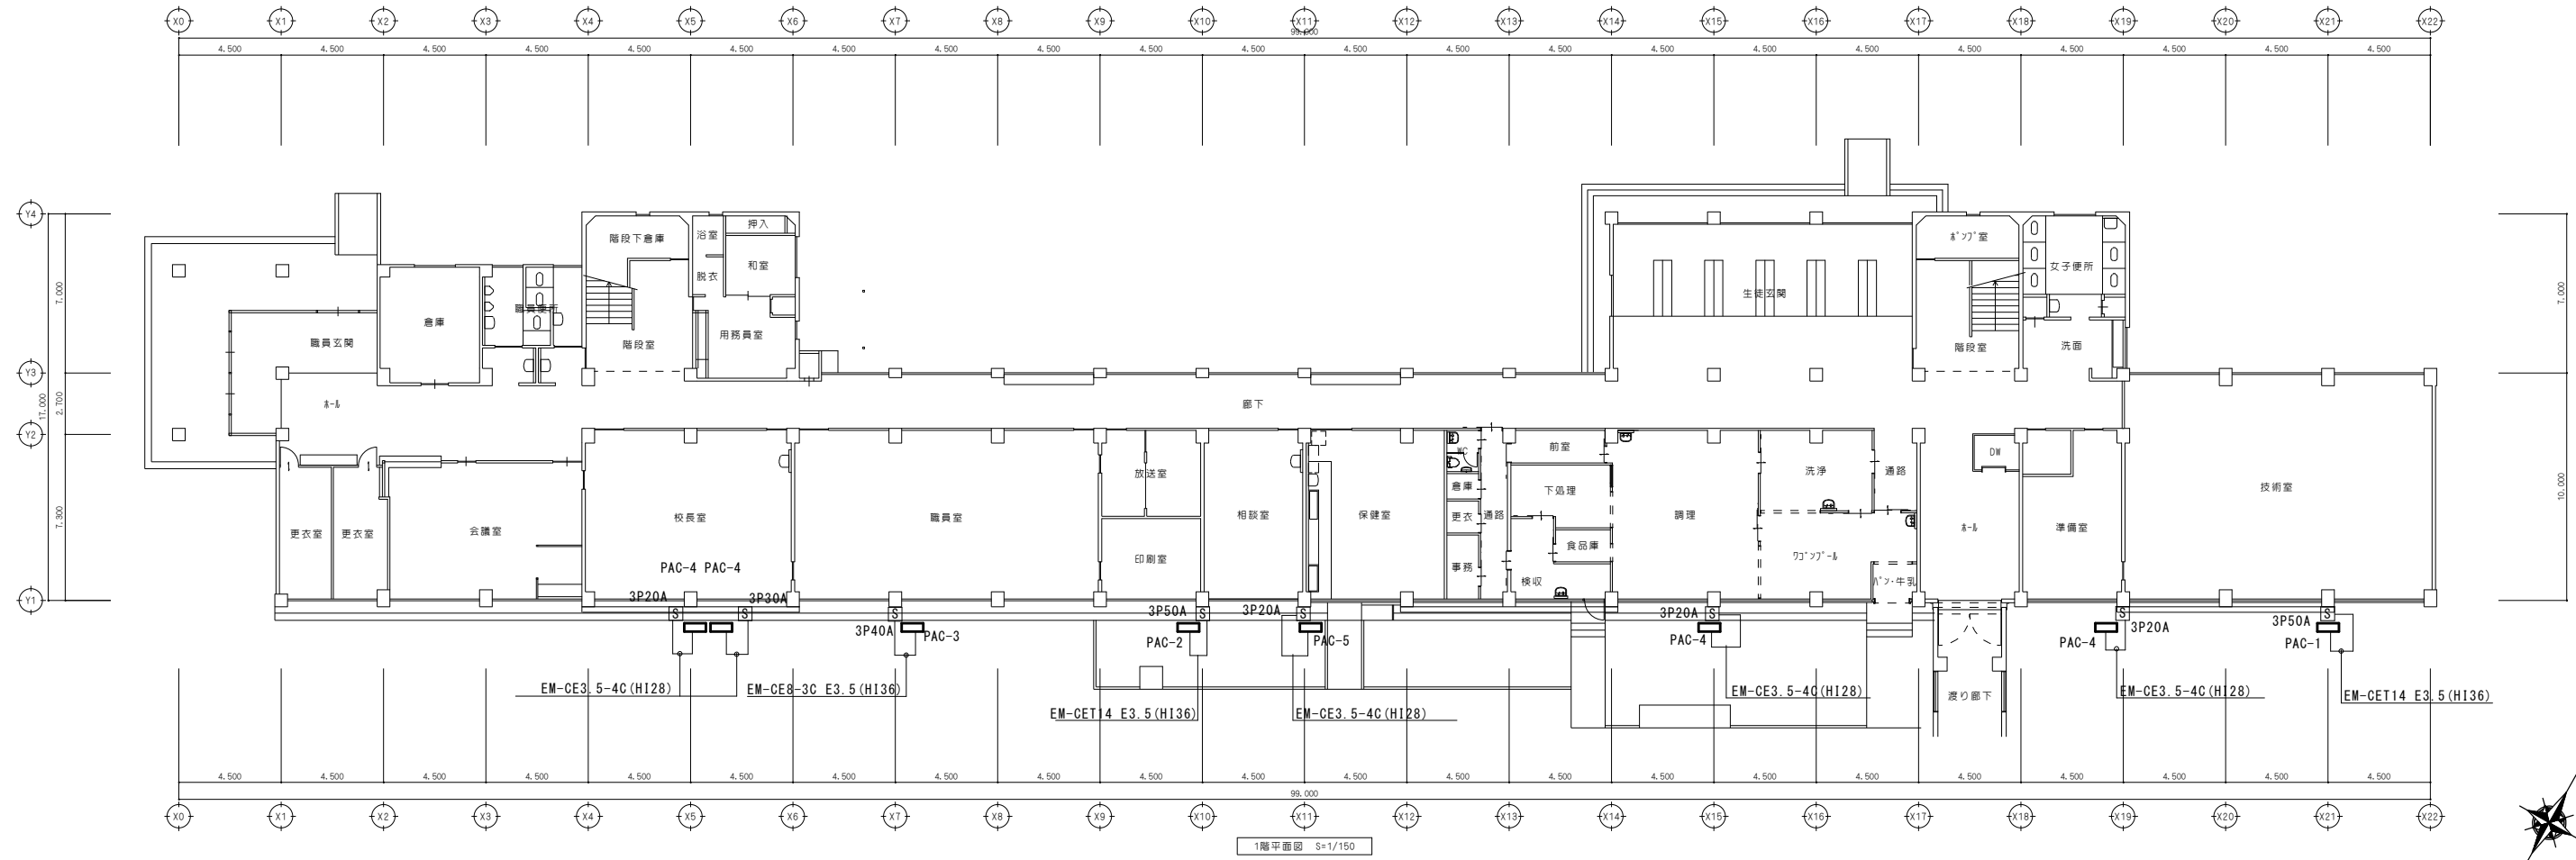 X0 X1 X2 X3 X4 X5 X6 X7 X8 X9 X10 X11 X12 X13 X14 X15 X16 X17 X18 X19 X20 X21 X22
99.000
4.500 4.500 4.500 4.500 4.500 4.500 4.500 4.500 4.500 4.500 4.500 4.500 4.500 4.500 4.500 4.500 4.500 4.500 4.500 4.500 4.500 4.500
Y4
Y3
Y2
Y1
7.000
2.700
7.300
17.000
7.000
10.000
階段下倉庫
浴室
押入
脱衣
和室
倉庫
職員便所
職員玄関
階段室
用務員室
生徒玄関
ポンプ室
女子便所
階段室
洗面
ホール
廊下
更衣室
更衣室
会議室
校長室
職員室
放送室
印刷室
相談室
保健室
WC
倉庫
更衣
事務
通路
前室
下処理
食品庫
検収
調理
洗浄
通路
ワゴンプール
パン・牛乳
DW
ホール
準備室
技術室
渡り廊下
PAC-4 PAC-4
3P20A
3P30A
S
S
3P40A
S
PAC-3
3P50A
S
PAC-2
3P20A
S
PAC-5
3P20A
S
PAC-4
S
3P20A
PAC-4
3P50A
S
PAC-1
EM-CE3.5-4C(HI28)
EM-CE8-3C E3.5(HI36)
EM-CET14 E3.5(HI36)
EM-CE3.5-4C(HI28)
EM-CE3.5-4C(HI28)
EM-CE3.5-4C(HI28)
EM-CET14 E3.5(HI36)
4.500 4.500 4.500 4.500 4.500 4.500 4.500 4.500 4.500 4.500 4.500 4.500 4.500 4.500 4.500 4.500 4.500 4.500 4.500 4.500 4.500 4.500
99.000
X0 X1 X2 X3 X4 X5 X6 X7 X8 X9 X10 X11 X12 X13 X14 X15 X16 X17 X18 X19 X20 X21 X22
1階平面図 S=1/150